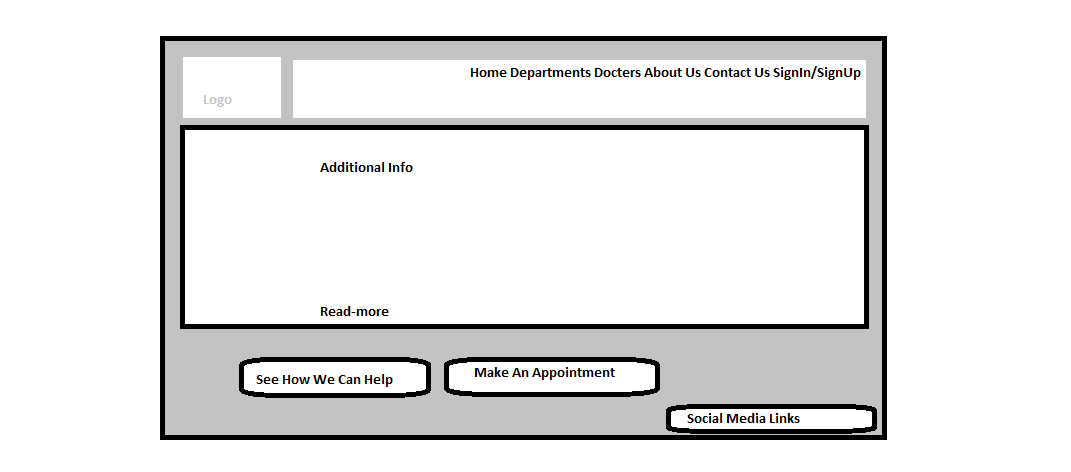 Home Departments Docters About Us Contact Us SignIn/SignUp
Logo
Additional Info
Read-more
See How We Can Help
Make An Appointment
Social Media Links